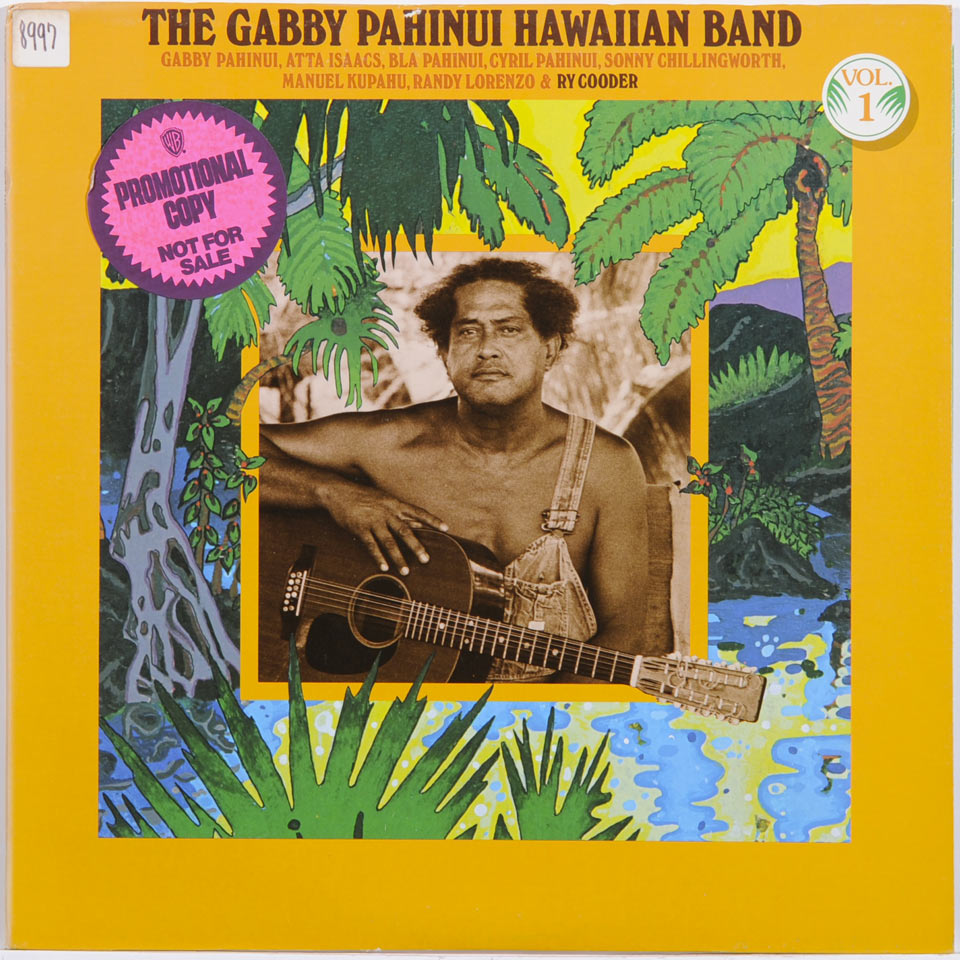 8997
THE GABBY PAHINUI HAWAIIAN BAND
GABBY PAHINUI, ATTA ISAACS, BLA PAHINUI, CYRIL PAHINUI, SONNY CHILLINGWORTH,
MANUEL KUPAHU, RANDY LORENZO & RY COODER
VOL.
1
WB
PROMOTIONAL
COPY
NOT FOR
SALE